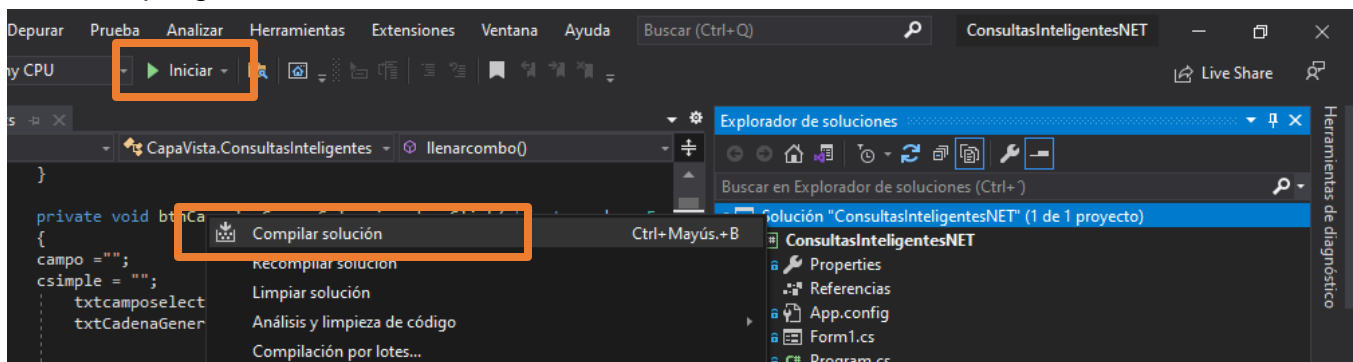 Depurar Prueba Analizar Herramientas Extensiones Ventana Ayuda Buscar (Ctrl+Q) ConsultasInteligentesNET
ny CPU Iniciar Live Share
s
CapaVista.ConsultasInteligentes llenarcombo()
}
private void
{
campo ="";
csimple = "";
txtcamposelect
txtCadenaGener
Compilar solución Ctrl+Mayús.+B
Recompilar solución
Limpiar solución
Análisis y limpieza de código
Compilación por lotes...
Explorador de soluciones
Buscar en Explorador de soluciones (Ctrl+´)
Solución "ConsultasInteligentesNET" (1 de 1 proyecto)
ConsultasInteligentesNET
Properties
Referencias
App.config
Form1.cs
C# Program.cs
Herramientas de diagnóstico